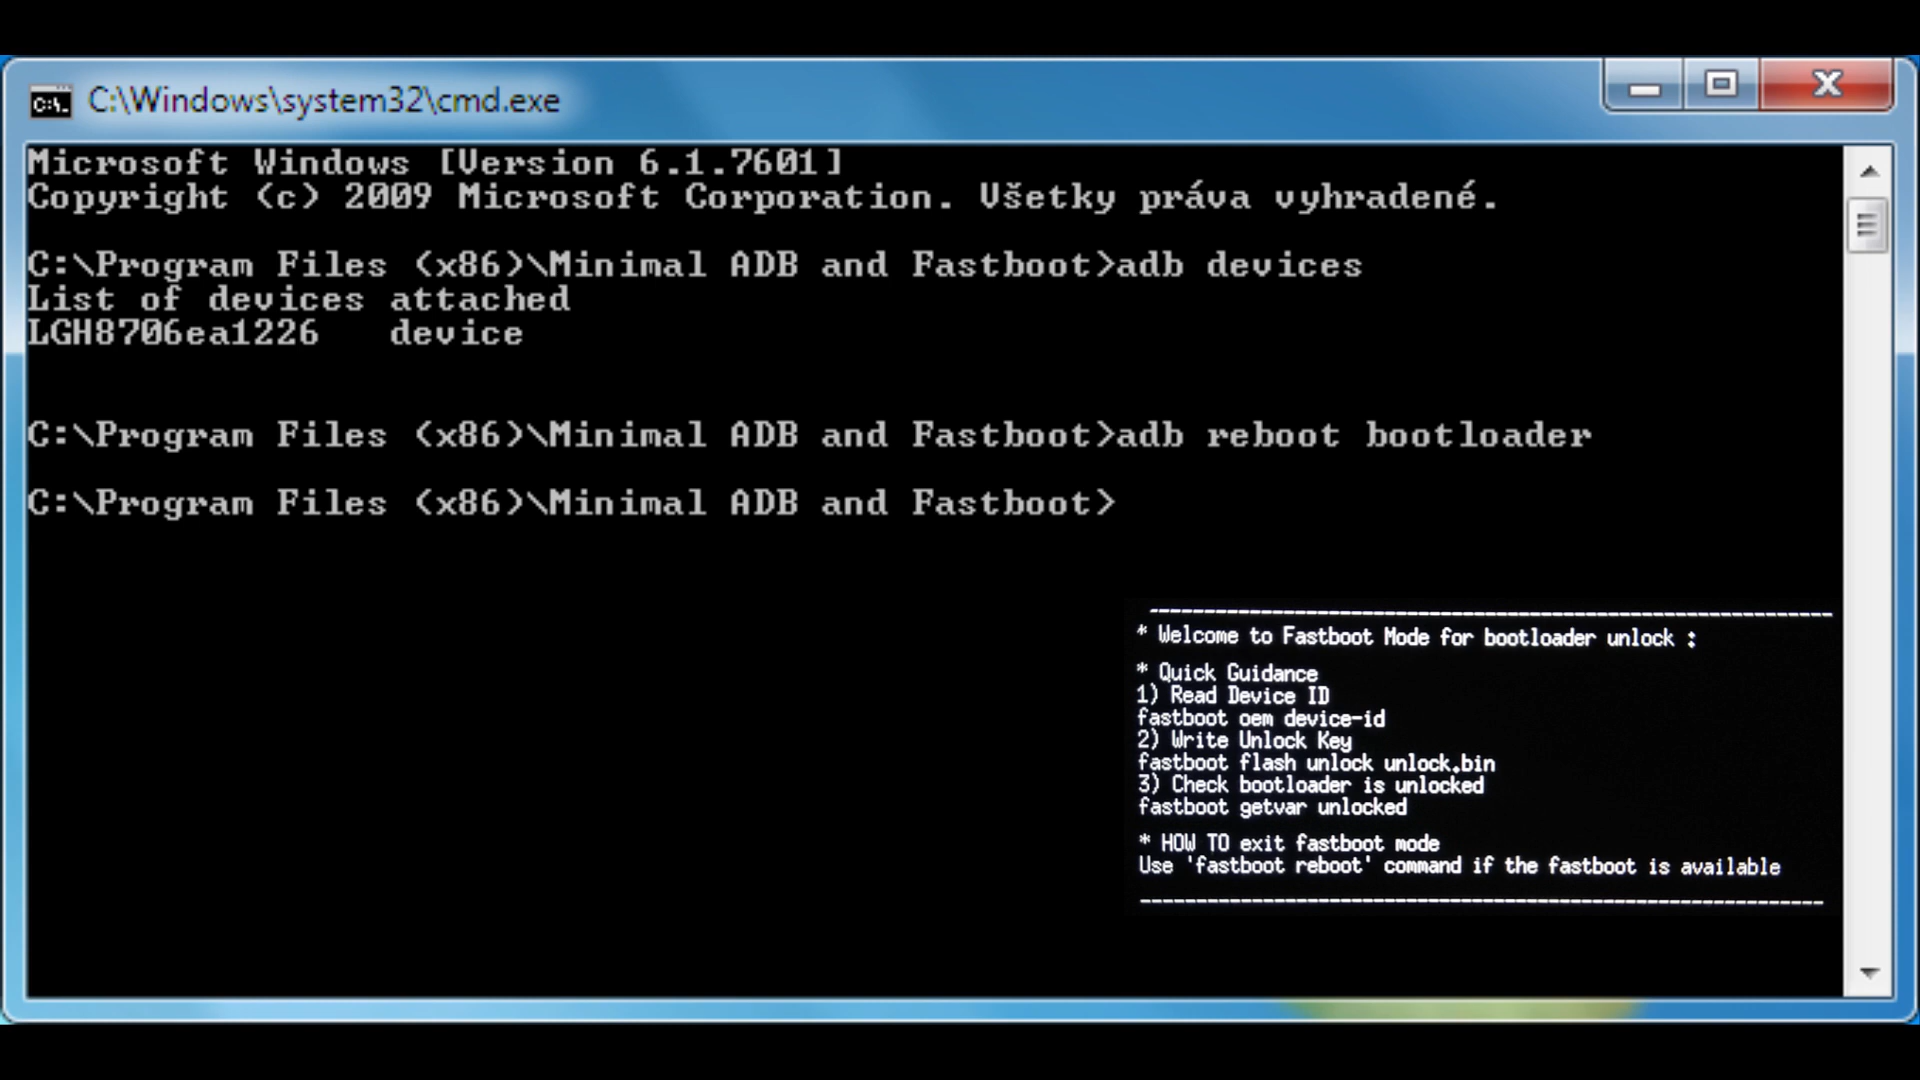 C:\Windows\system32\cmd.exe
Microsoft Windows [Version 6.1.7601]
Copyright (c) 2009 Microsoft Corporation. Všetky práva vyhradené.
C:\Program Files (x86)\Minimal ADB and Fastboot>adb devices
List of devices attached
LGH8706ea1226 device
C:\Program Files (x86)\Minimal ADB and Fastboot>adb reboot bootloader
C:\Program Files (x86)\Minimal ADB and Fastboot>
* Welcome to Fastboot Mode for bootloader unlock :
* Quick Guidance
1) Read Device ID
fastboot oem device-id
2) Write Unlock Key
fastboot flash unlock unlock.bin
3) Check bootloader is unlocked
fastboot getvar unlocked
* HOW TO exit fastboot mode
Use 'fastboot reboot' command if the fastboot is available